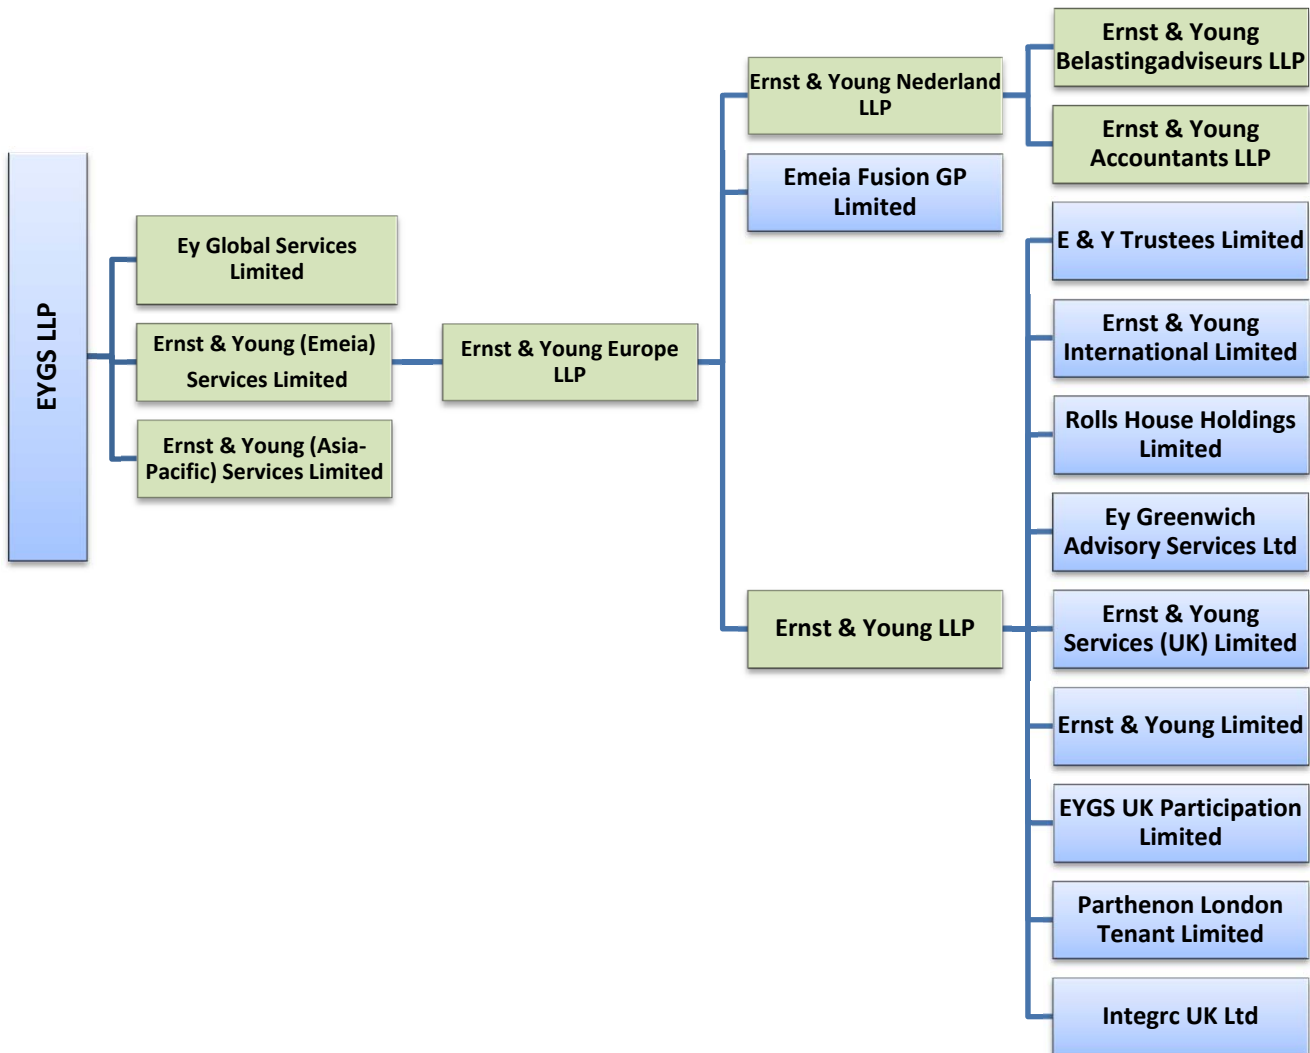 EYGS LLP
Ey Global Services
Limited
Ernst & Young (Emeia)
Services Limited
Ernst & Young (Asia-
Pacific) Services Limited
Ernst & Young Europe
LLP
Ernst & Young Nederland
LLP
Emeia Fusion GP
Limited
Ernst & Young LLP
Ernst & Young
Belastingadviseurs LLP
Ernst & Young
Accountants LLP
E & Y Trustees Limited
Ernst & Young
International Limited
Rolls House Holdings
Limited
Ey Greenwich
Advisory Services Ltd
Ernst & Young
Services (UK) Limited
Ernst & Young Limited
EYGS UK Participation
Limited
Parthenon London
Tenant Limited
Integrc UK Ltd